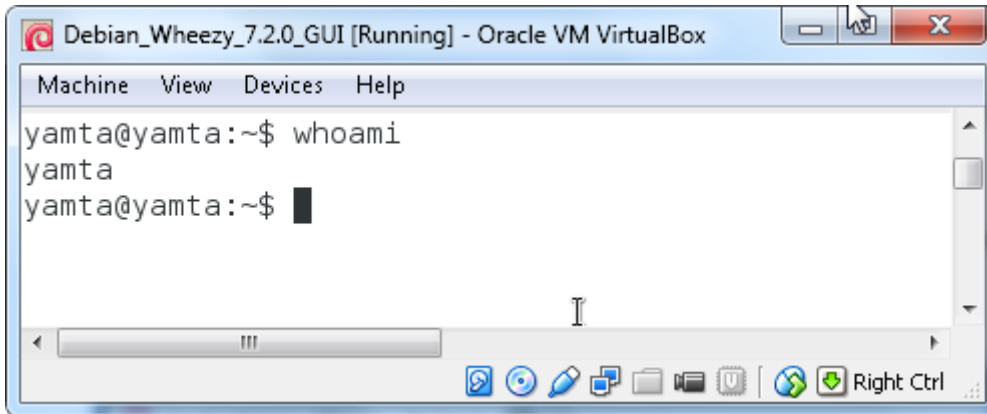 Debian_Wheezy_7.2.0_GUI [Running] - Oracle VM VirtualBox
Machine View Devices Help
yamta@yamta:~$ whoami
yamta
yamta@yamta:~$
Right Ctrl